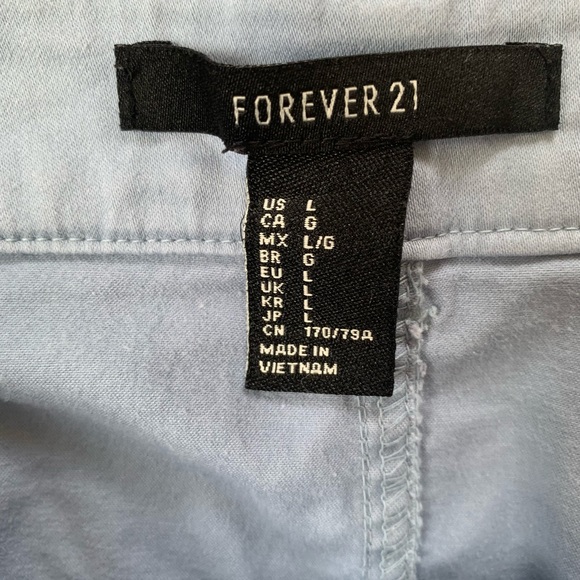 FOREVER 21
US L
CA G
MX L/G
BR G
EU L
UK L
KR L
JP L
CN 170/79A
MADE IN
VIETNAM